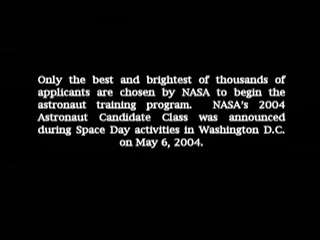 Only the best and brightest of thousands of
applicants are chosen by NASA to begin the
astronaut training program. NASA's 2004
Astronaut Candidate Class was announced
during Space Day activities in Washington D.C.
on May 6, 2004.